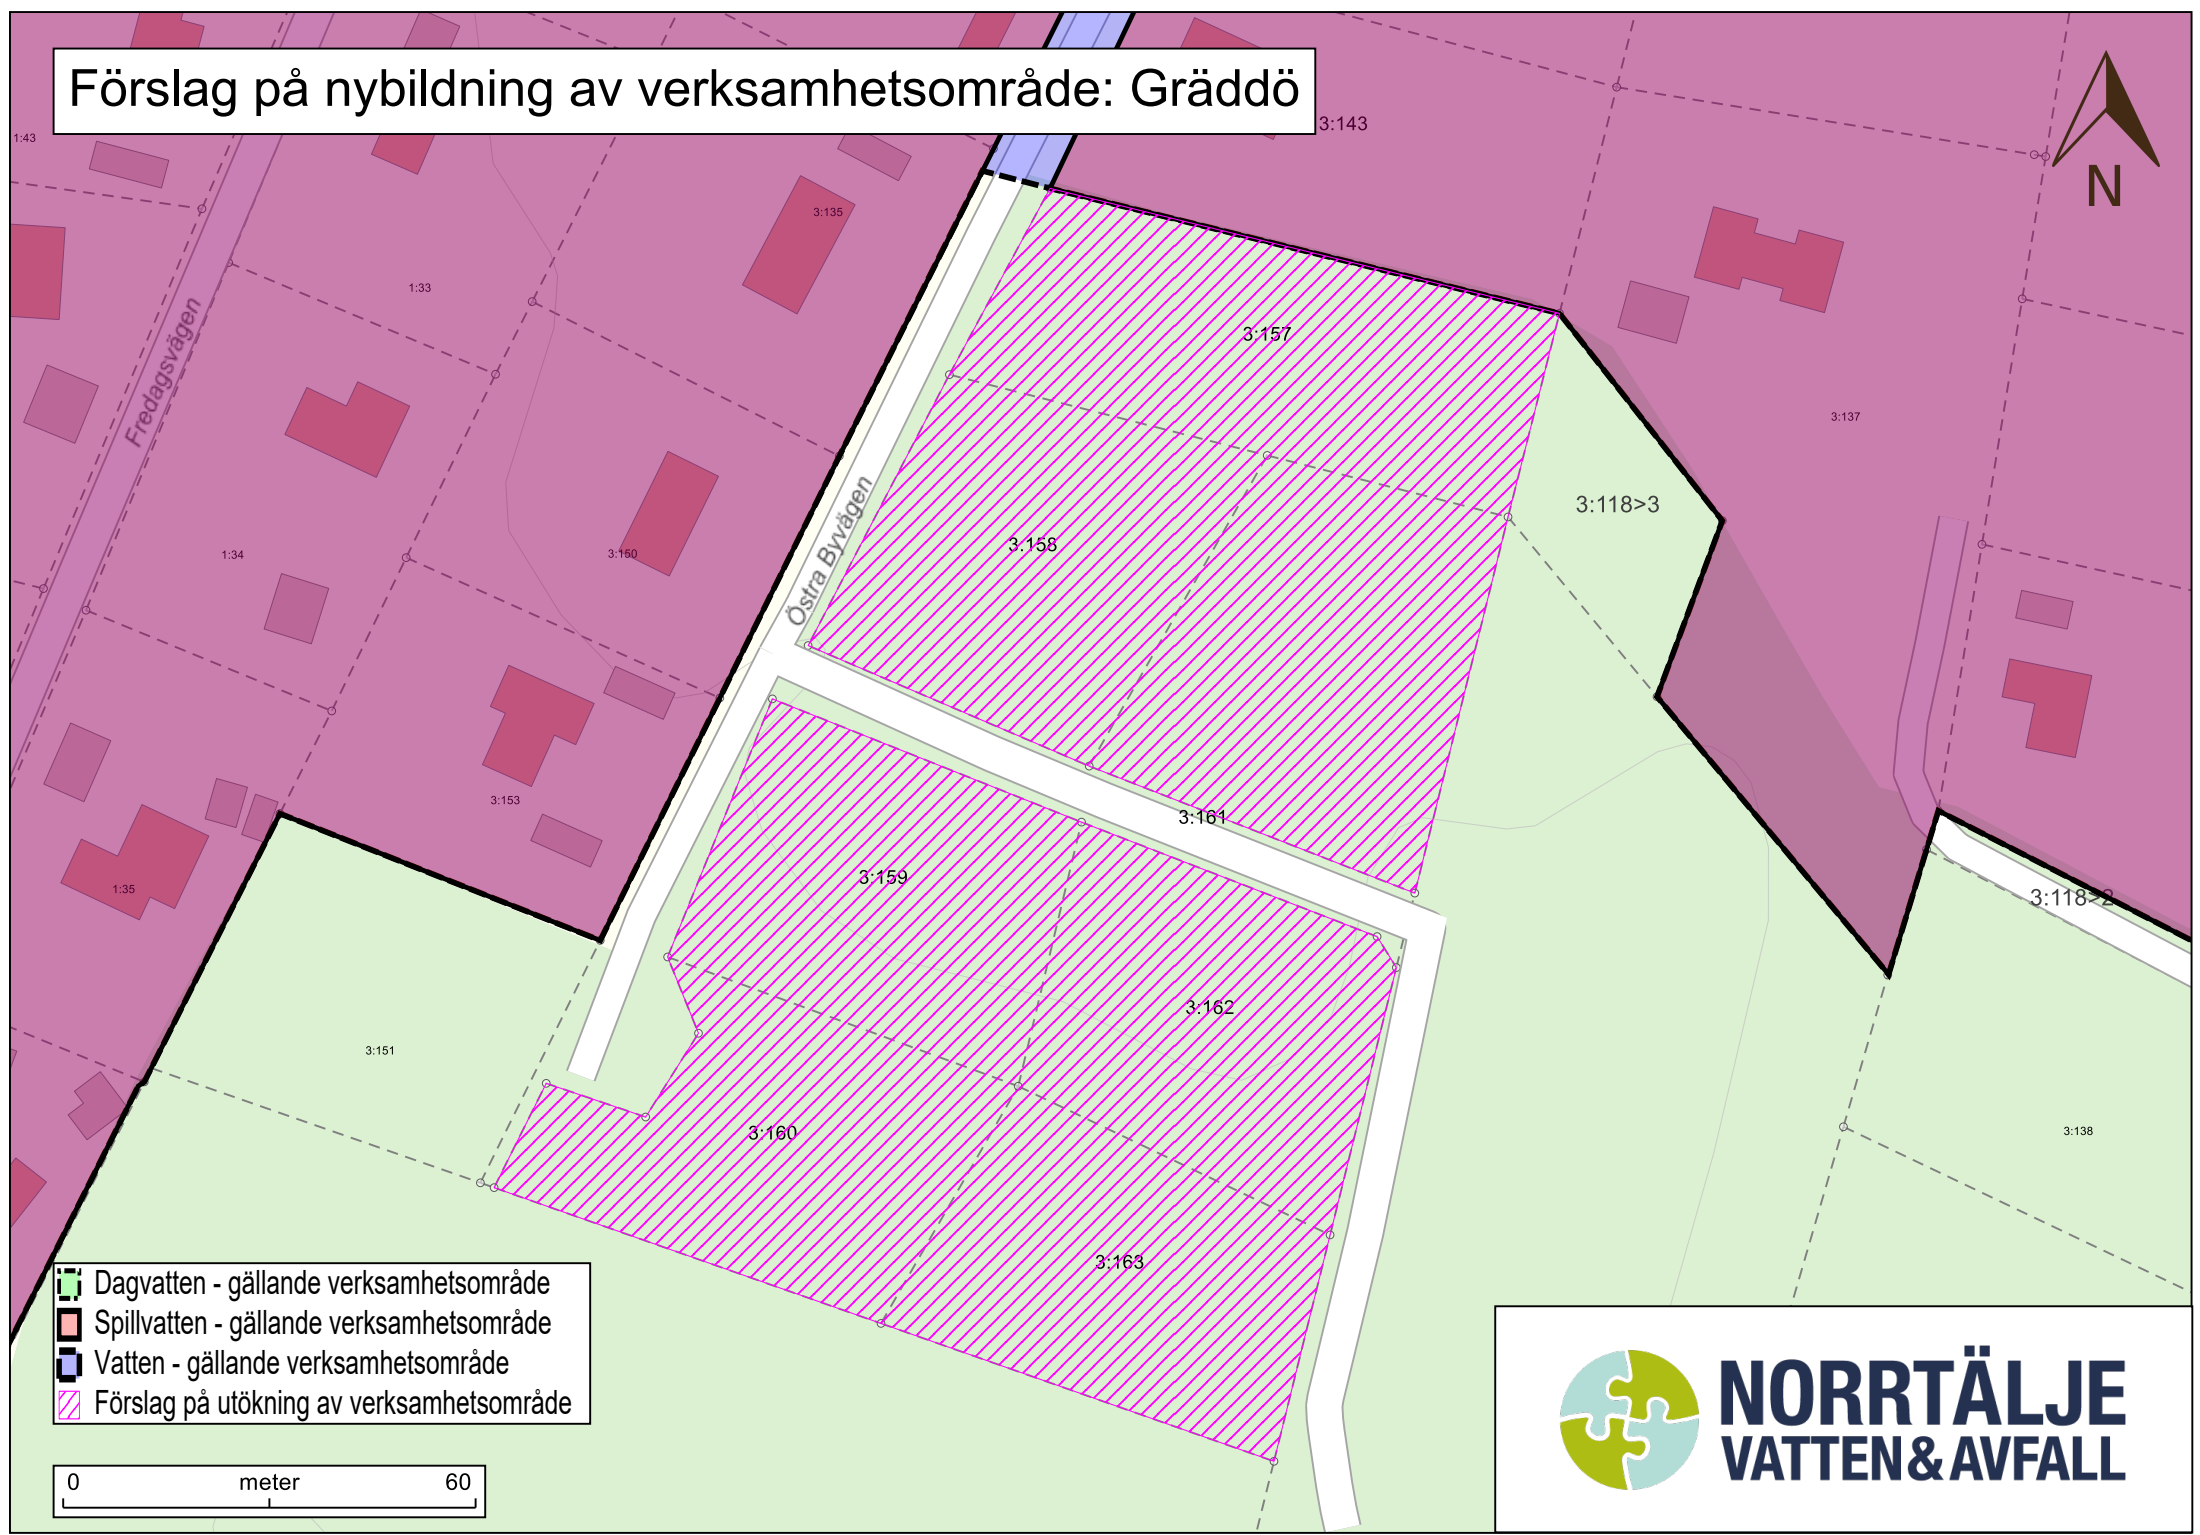 Förslag på nybildning av verksamhetsområde: Gräddö
N
1:43
3:143
3:135
1:33
Fredagsvägen
3:157
3:137
3:118>3
Östra Byvägen
3:158
1:34
3:150
3:153
3:161
3:159
1:35
3:118>2
3:162
3:151
3:160
3:138
3:163
Dagvatten - gällande verksamhetsområde
Spillvatten - gällande verksamhetsområde
Vatten - gällande verksamhetsområde
Förslag på utökning av verksamhetsområde
0 meter 60
NORRTÄLJE
VATTEN&AVFALL